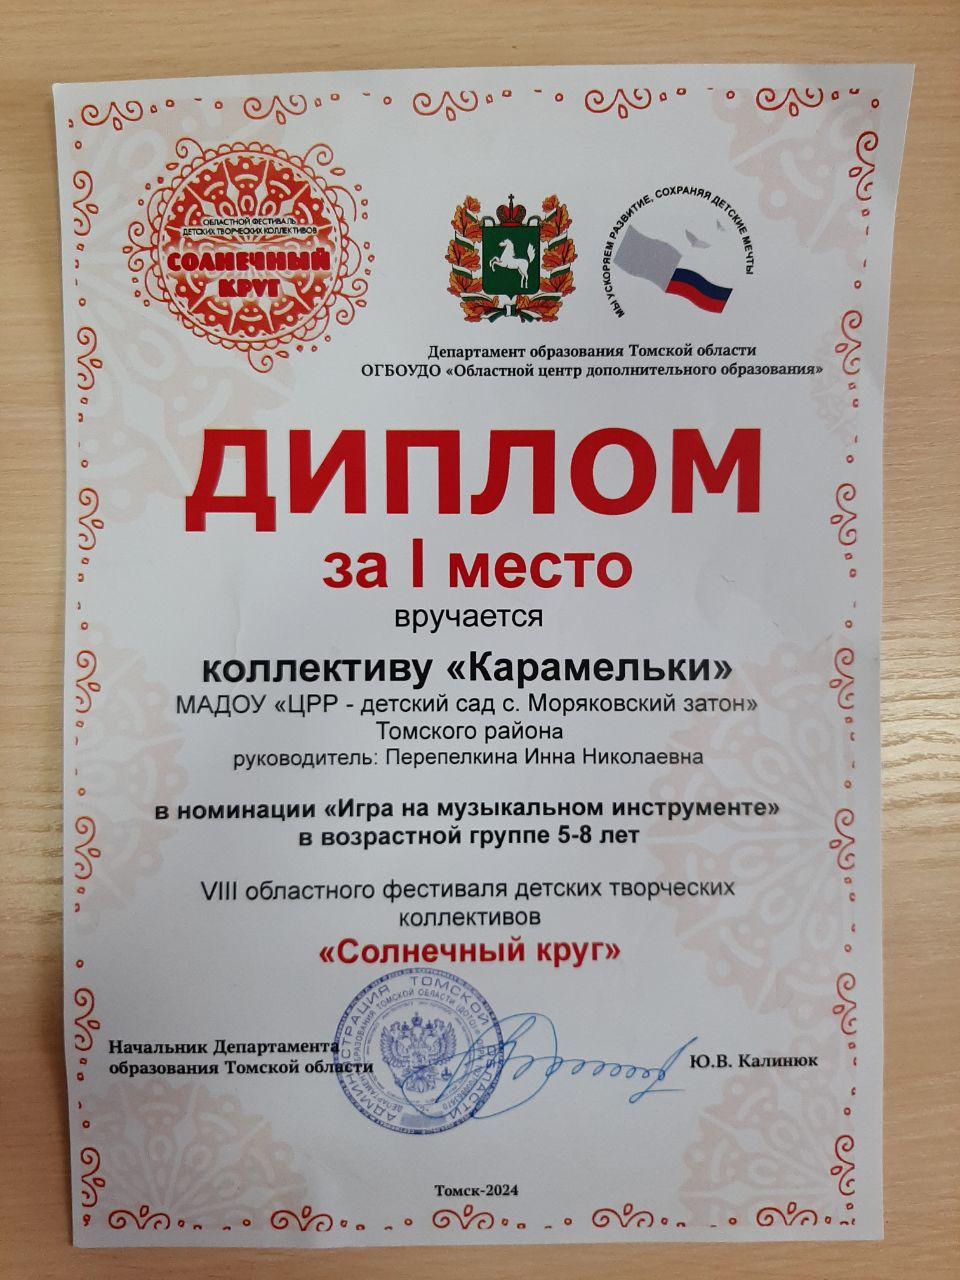 ОБЛАСТНОЙ ФЕСТИВАЛЬ
ДЕТСКИХ ТВОРЧЕСКИХ КОЛЛЕКТИВОВ
СОЛНЕЧНЫЙ
КРУГ
МЫ УСКОРЯЕМ РАЗВИТИЕ, СОХРАНЯЯ ДЕТСКИЕ МЕЧТЫ
Департамент образования Томской области
ОГБОУДО «Областной центр дополнительного образования»
ДИПЛОМ
за I место
вручается
коллективу «Карамельки»
МАДОУ «ЦРР - детский сад с. Моряковский затон»
Томского района
руководитель: Перепелкина Инна Николаевна
в номинации «Игра на музыкальном инструменте»
в возрастной группе 5-8 лет
VIII областного фестиваля детских творческих
коллективов
«Солнечный круг»
АДМИНИСТРАЦИЯ ТОМСКОЙ ОБЛАСТИ
Начальник Департамента
образования Томской области
Ю.В. Калинюк
Томск-2024